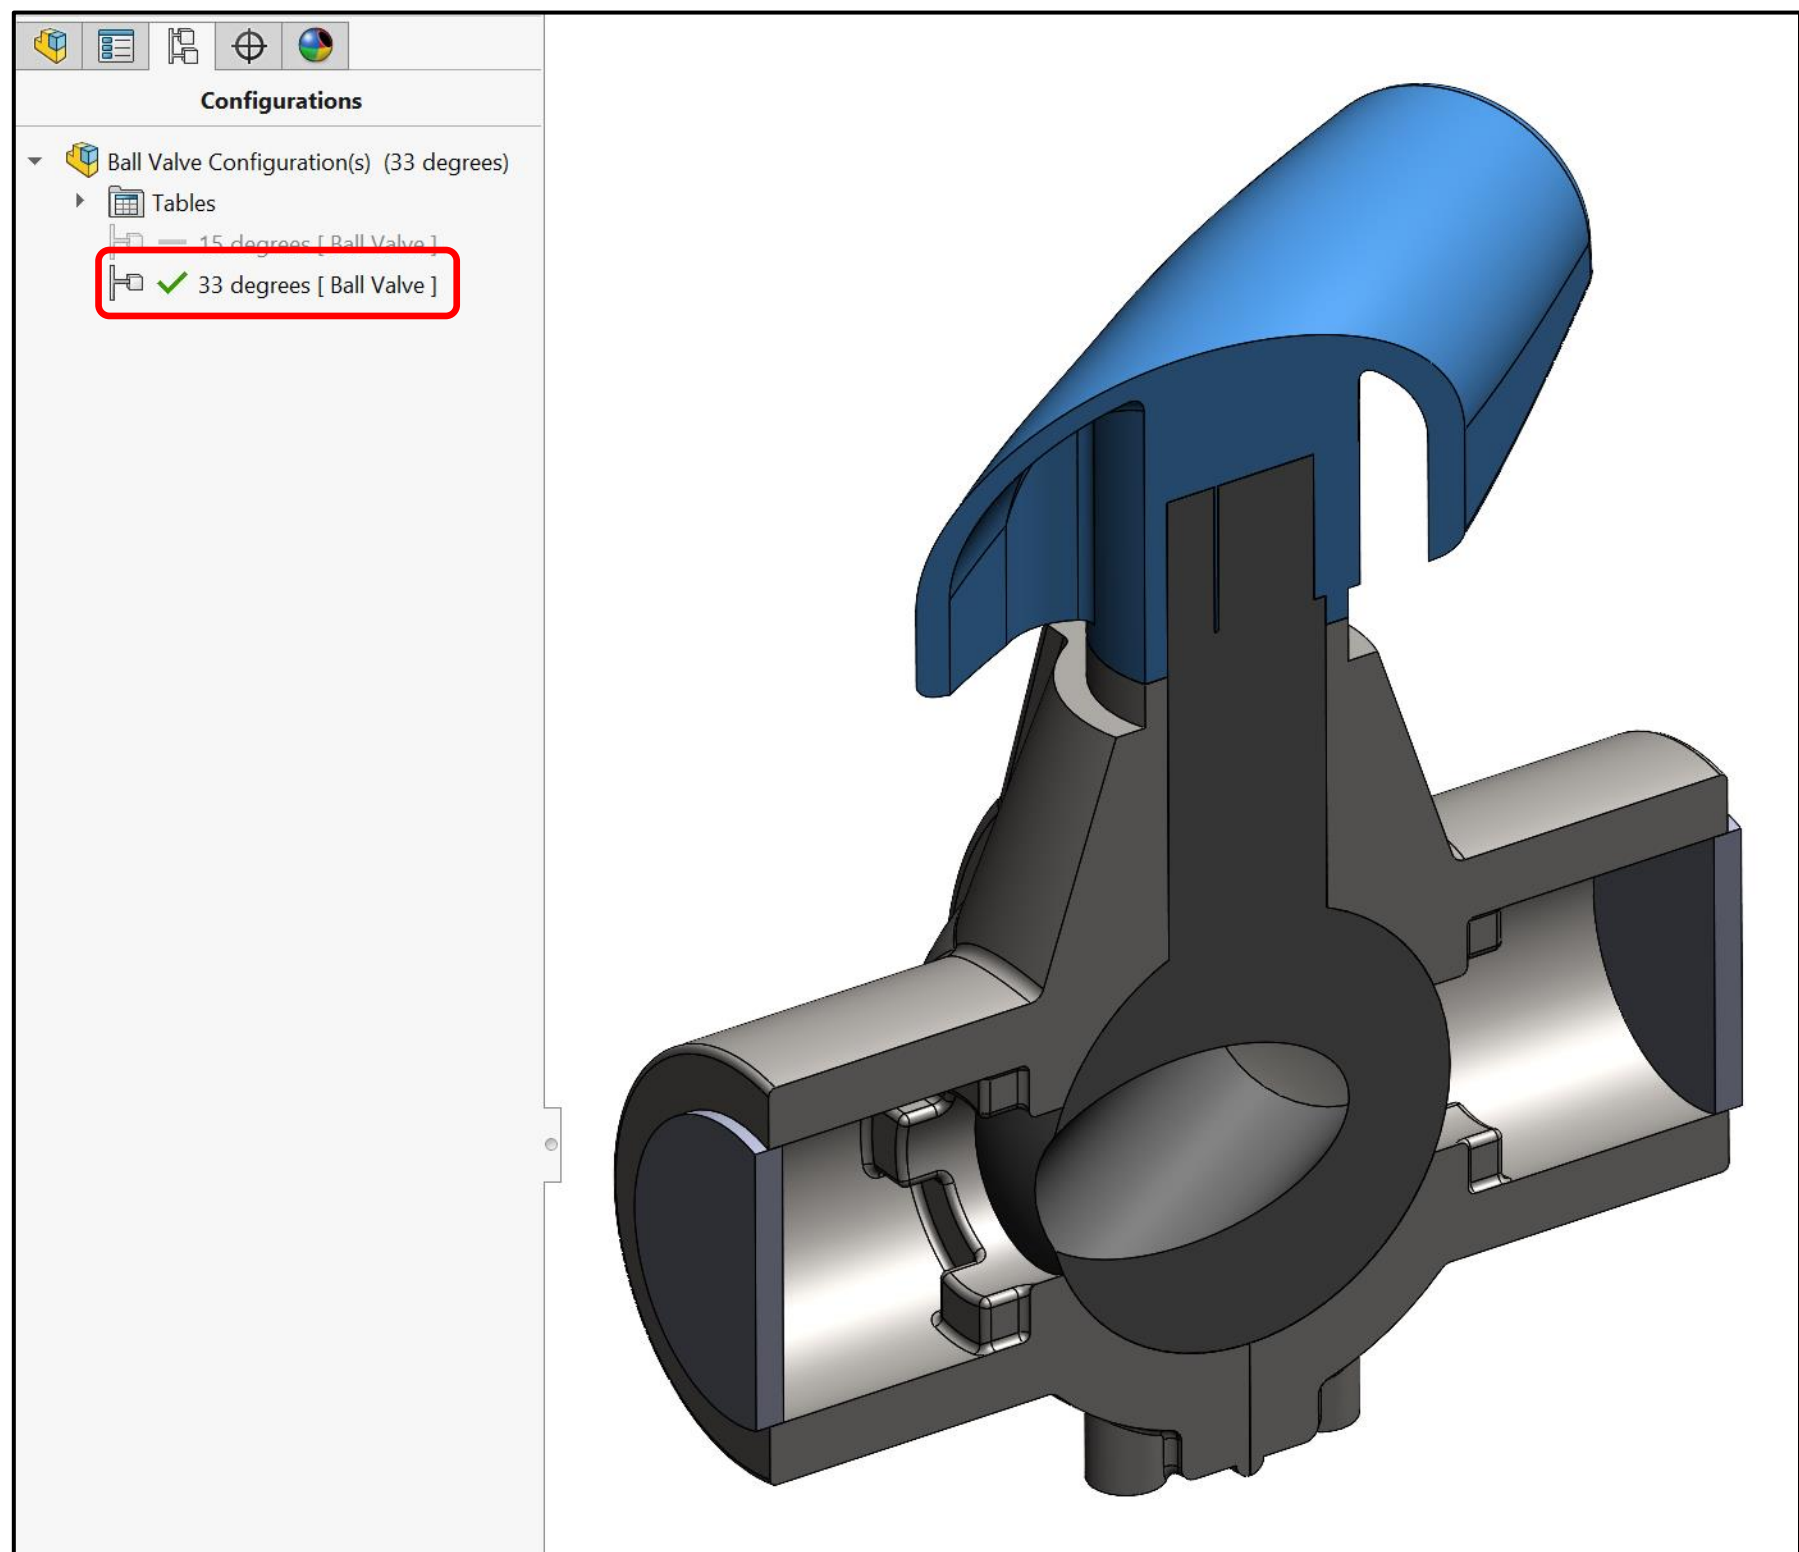 Configurations
Ball Valve Configuration(s) (33 degrees)
Tables
15 degrees [ Ball Valve ]
33 degrees [ Ball Valve ]